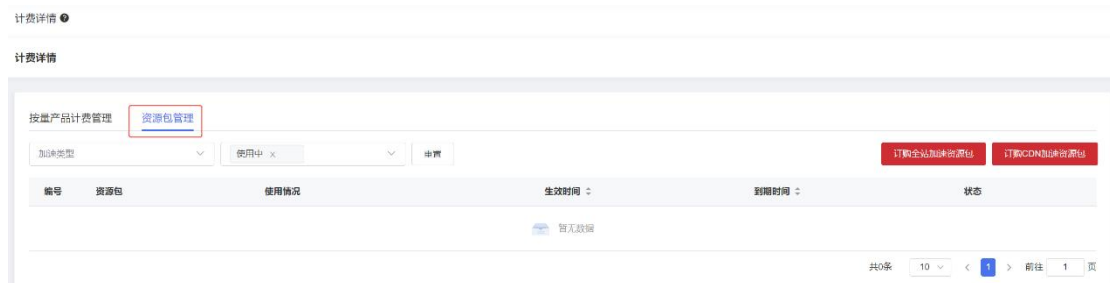 计费详情 ?
计费详情
按量产品计费管理 资源包管理
加速类型 使用中 × 重置 订购全站加速资源包 订购CDN加速资源包
编号 资源包 使用情况 生效时间 到期时间 状态
暂无数据
共0条 10 < 1 > 前往 1 页